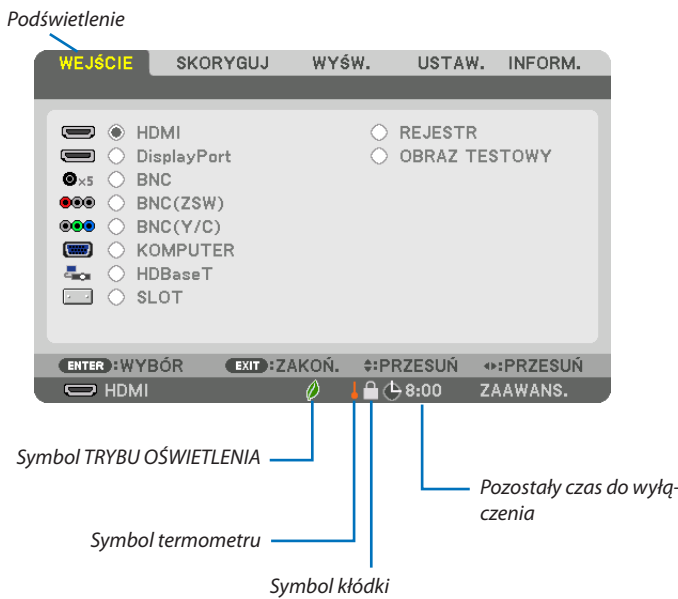 Podświetlenie
WEJŚCIE SKORYGUJ WYŚW. USTAW. INFORM.
HDMI REJESTR
DisplayPort OBRAZ TESTOWY
×5 BNC
BNC(ZSW)
BNC(Y/C)
KOMPUTER
HDBaseT
SLOT
ENTER:WYBÓR EXIT:ZAKOŃ. :PRZESUŃ :PRZESUŃ
HDMI 8:00 ZAAWANS.
Symbol TRYBU OŚWIETLENIA
Pozostały czas do wyłą-
czenia
Symbol termometru
Symbol kłódki